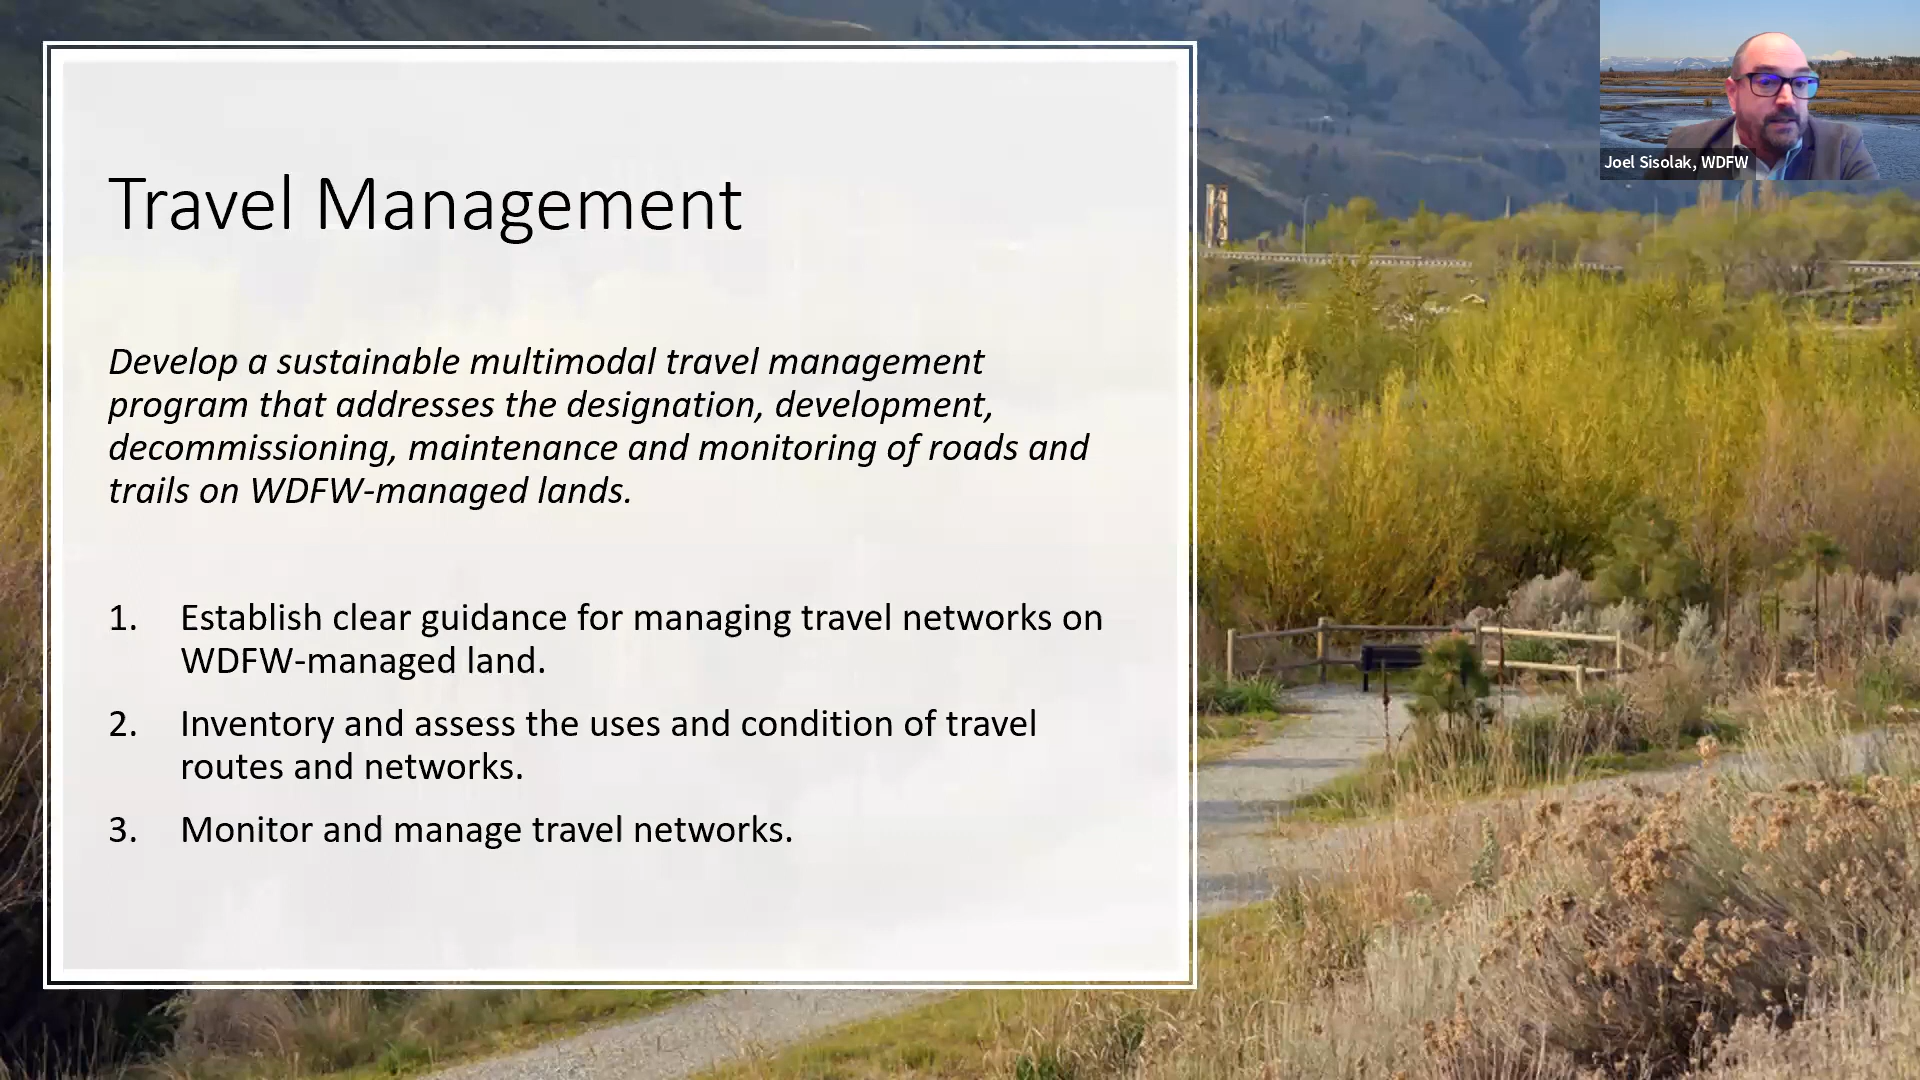 Travel Management
Develop a sustainable multimodal travel management
program that addresses the designation, development,
decommissioning, maintenance and monitoring of roads and
trails on WDFW-managed lands.
1. Establish clear guidance for managing travel networks on
WDFW-managed land.
2. Inventory and assess the uses and condition of travel
routes and networks.
3. Monitor and manage travel networks.
Joel Sisolak, WDFW